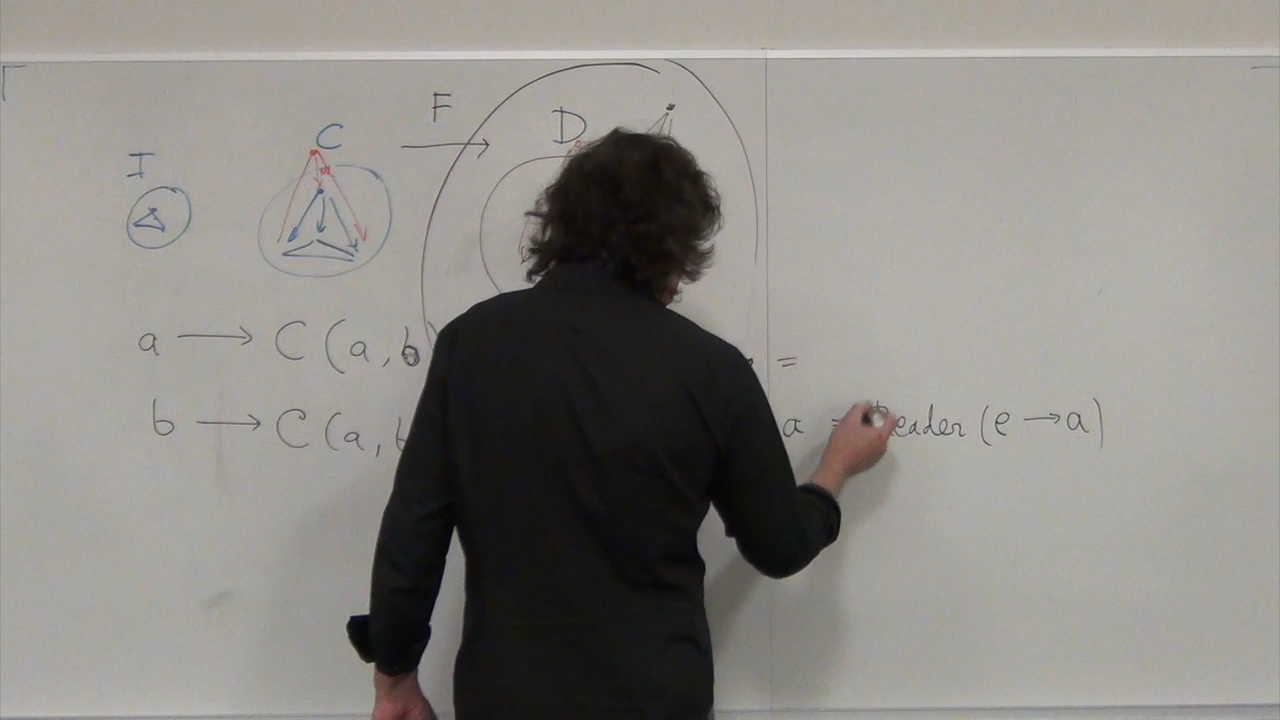 F
C
D
I
a → C(a, b =
b → C(a, b a = Reader (e → a)